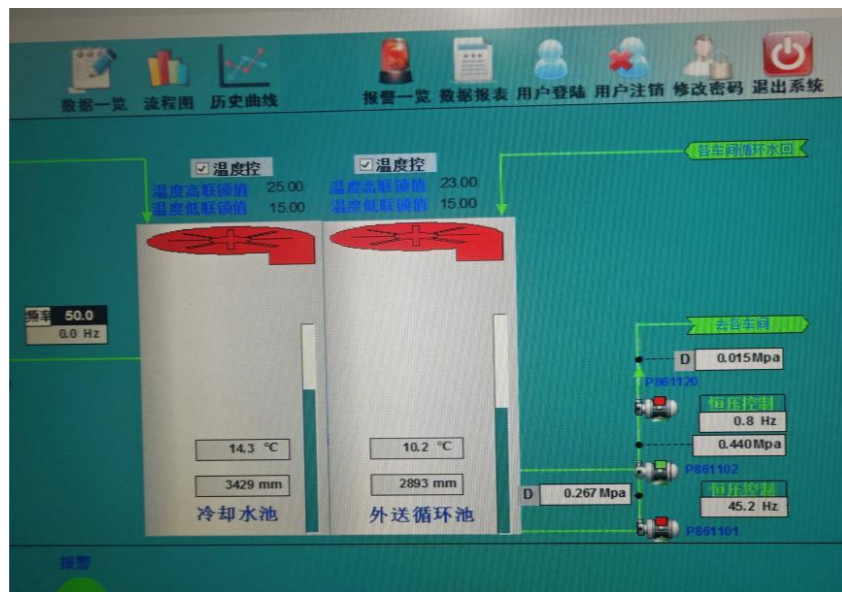 数据一览 流程图 历史曲线 报警一览 数据报表 用户登陆 用户注销 修改密码 退出系统
各车间循环水回
温度控 温度控
温度高联锁值 25.00 温度高联锁值 23.00
温度低联锁值 15.00 温度低联锁值 15.00
频率 50.0
0.0 Hz
去各车间
D 0.015Mpa
P861120
恒压控制
0.8 Hz
14.3 ℃ 10.2 ℃ 0.440Mpa
P861102
3429 mm 2893 mm D 0.267 Mpa 恒压控制
45.2 Hz
冷却水池 外送循环池
P861101
报警